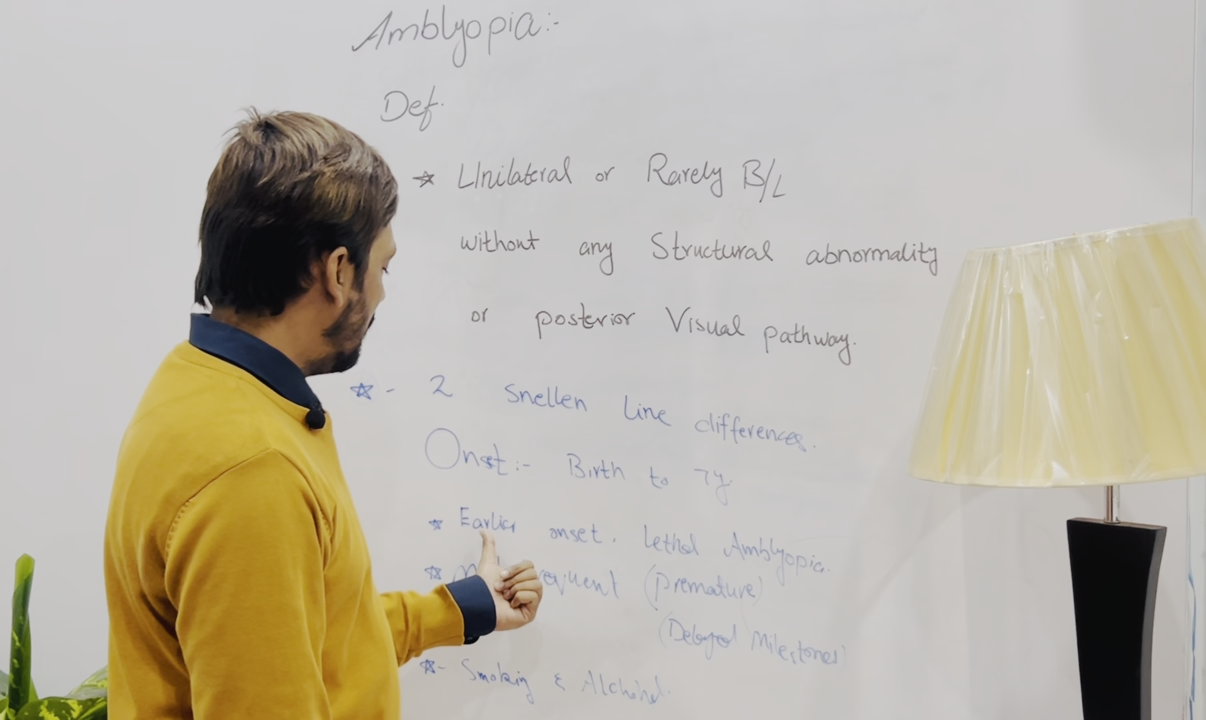 Amblyopia:-
Def.
* Unilateral or Rarely B/L
without any Structural abnormality
or posterior Visual pathway.
*- 2 Snellen Line differences.
Onset:- Birth to 7y
* Earlier onset. Lethal Amblyopia.
* (Premature)
(Delayed Milestones)
*- Smoking & Alcohol.